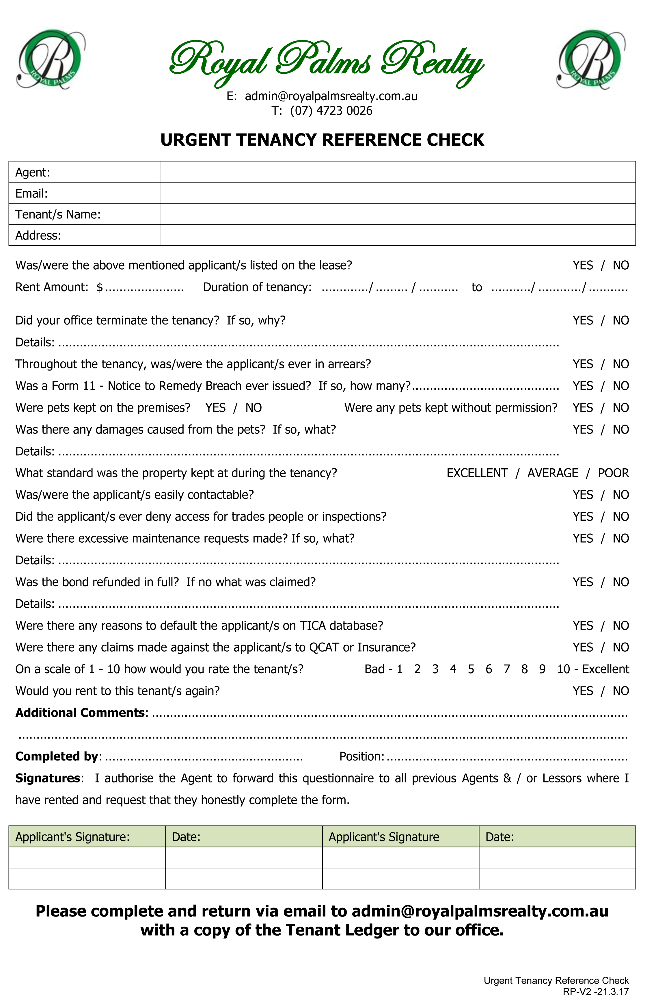 R
ROYAL PALMS
Royal Palms Realty
R
ROYAL PALMS
E:  admin@royalpalmsrealty.com.au
T:  (07) 4723 0026
URGENT TENANCY REFERENCE CHECK
Agent:
Email:
Tenant/s Name:
Address:
Was/were the above mentioned applicant/s listed on the lease? YES / NO
Rent Amount: $...................... Duration of tenancy: ............./ ......... / ........... to .........../ ............/ ...........
Did your office terminate the tenancy?  If so, why? YES / NO
Details: ............................................................................................................................................
Throughout the tenancy, was/were the applicant/s ever in arrears? YES / NO
Was a Form 11 - Notice to Remedy Breach ever issued?  If so, how many?......................................... YES / NO
Were pets kept on the premises? YES / NO Were any pets kept without permission? YES / NO
Was there any damages caused from the pets?  If so, what? YES / NO
Details: ............................................................................................................................................
What standard was the property kept at during the tenancy? EXCELLENT / AVERAGE / POOR
Was/were the applicant/s easily contactable? YES / NO
Did the applicant/s ever deny access for trades people or inspections? YES / NO
Were there excessive maintenance requests made? If so, what? YES / NO
Details: ............................................................................................................................................
Was the bond refunded in full?  If no what was claimed? YES / NO
Details: ............................................................................................................................................
Were there any reasons to default the applicant/s on TICA database? YES / NO
Were there any claims made against the applicant/s to QCAT or Insurance? YES / NO
On a scale of 1 - 10 how would you rate the tenant/s? Bad - 1 2 3 4 5 6 7 8 9 10 - Excellent
Would you rent to this tenant/s again? YES / NO
Additional Comments: .....................................................................................................................................
..........................................................................................................................................................................
Completed by: ....................................................... Position:...................................................................
Signatures:  I authorise the Agent to forward this questionnaire to all previous Agents & / or Lessors where I
have rented and request that they honestly complete the form.
Applicant's Signature: Date: Applicant's Signature Date:
Please complete and return via email to admin@royalpalmsrealty.com.au
with a copy of the Tenant Ledger to our office.
Urgent Tenancy Reference Check
RP-V2 -21.3.17